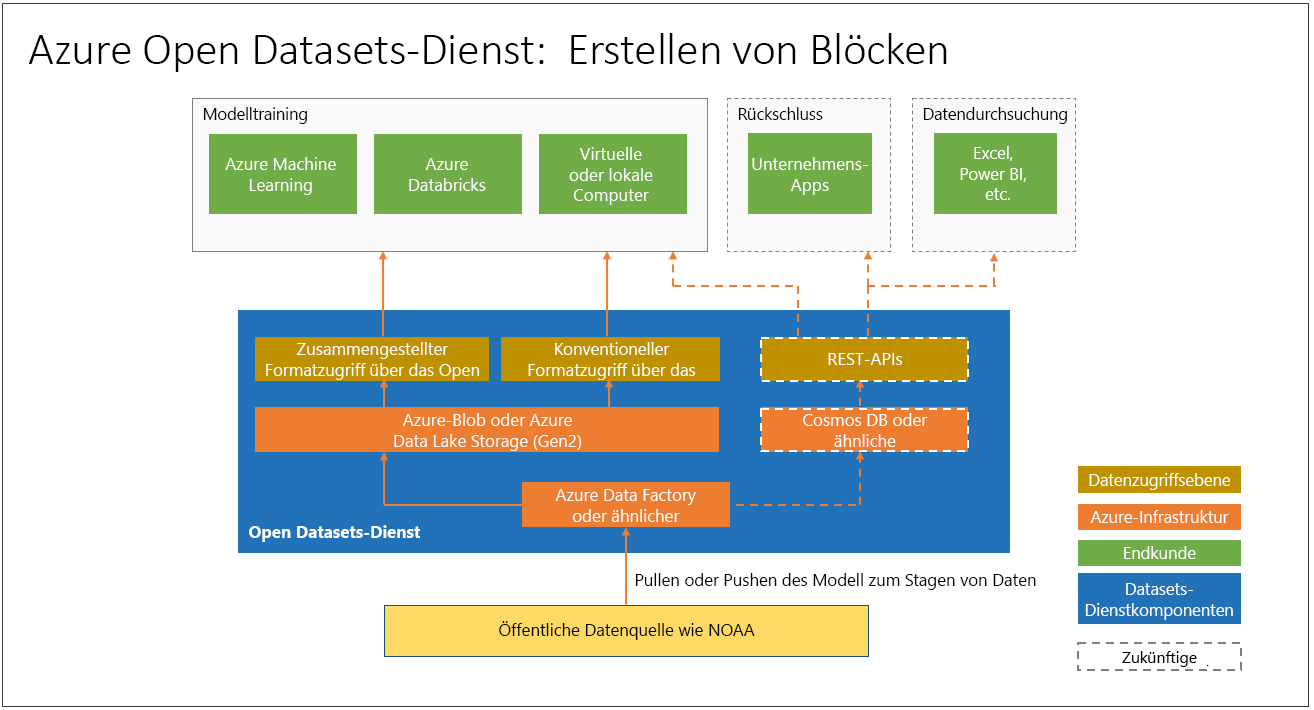 Azure Open Datasets-Dienst: Erstellen von Blöcken
Modelltraining
Azure Machine
Learning
Azure
Databricks
Virtuelle
oder lokale
Computer
Rückschluss
Unternehmens-
Apps
Datendurchsuchung
Excel,
Power BI,
etc.
Zusammengestellter
Formatzugriff über das Open
Konventioneller
Formatzugriff über das
REST-APIs
Azure-Blob oder Azure
Data Lake Storage (Gen2)
Cosmos DB oder
ähnliche
Azure Data Factory
oder ähnlicher
Open Datasets-Dienst
Pullen oder Pushen des Modell zum Stagen von Daten
Öffentliche Datenquelle wie NOAA
Datenzugriffsebene
Azure-Infrastruktur
Endkunde
Datasets-
Dienstkomponenten
Zukünftige